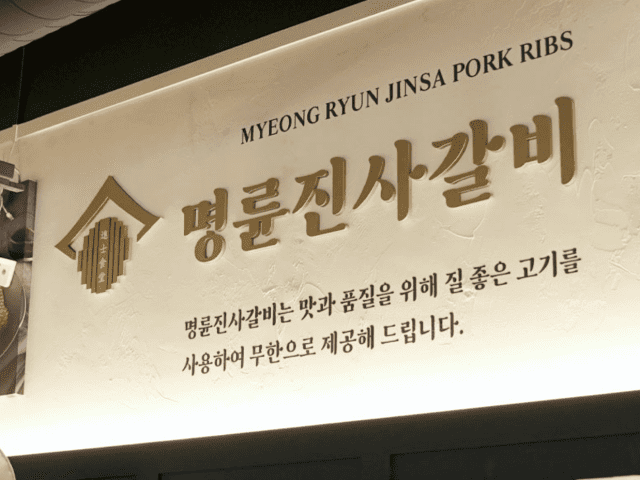 MYEONG RYUN JINSA PORK RIBS
명륜진사갈비
명륜진사갈비는 맛과 품질을 위해 질 좋은 고기를
사용하여 무한으로 제공해 드립니다.